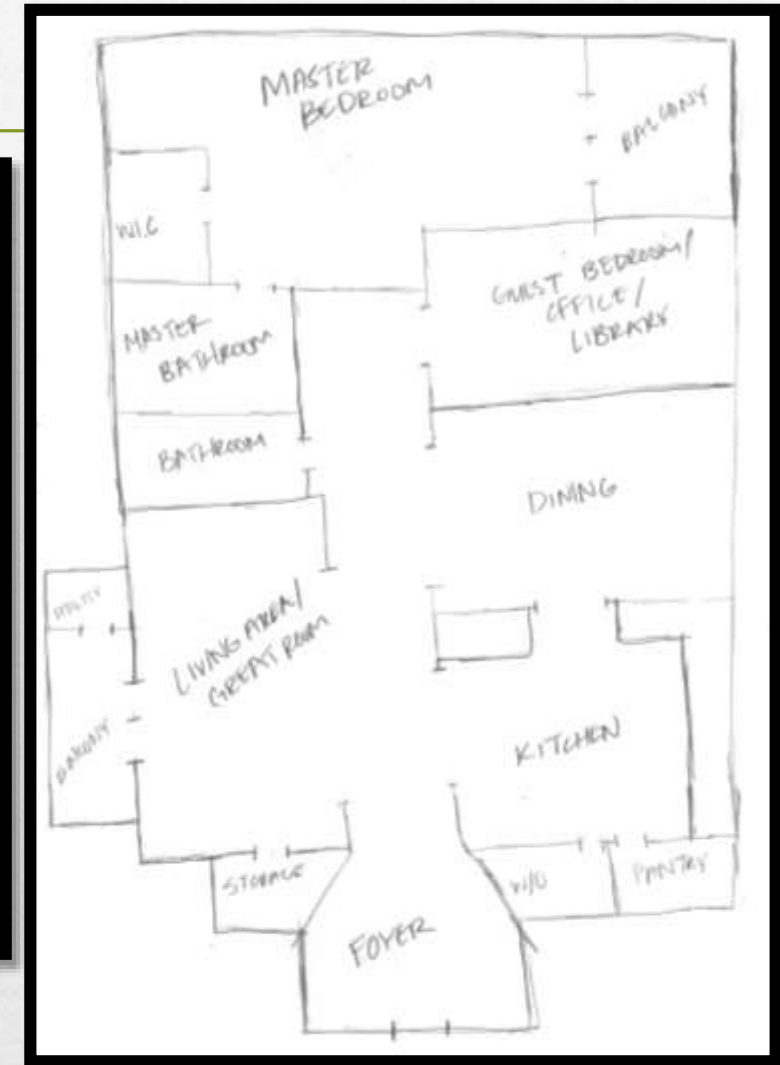 MASTER
BEDROOM
BALCONY
W.I.C
GUEST BEDROOM/
OFFICE/
LIBRARY
MASTER
BATHROOM
BATHROOM
DINING
UTILITY
LIVING AREA/
GREAT ROOM
BALCONY
KITCHEN
STORAGE
W/D
PANTRY
FOYER